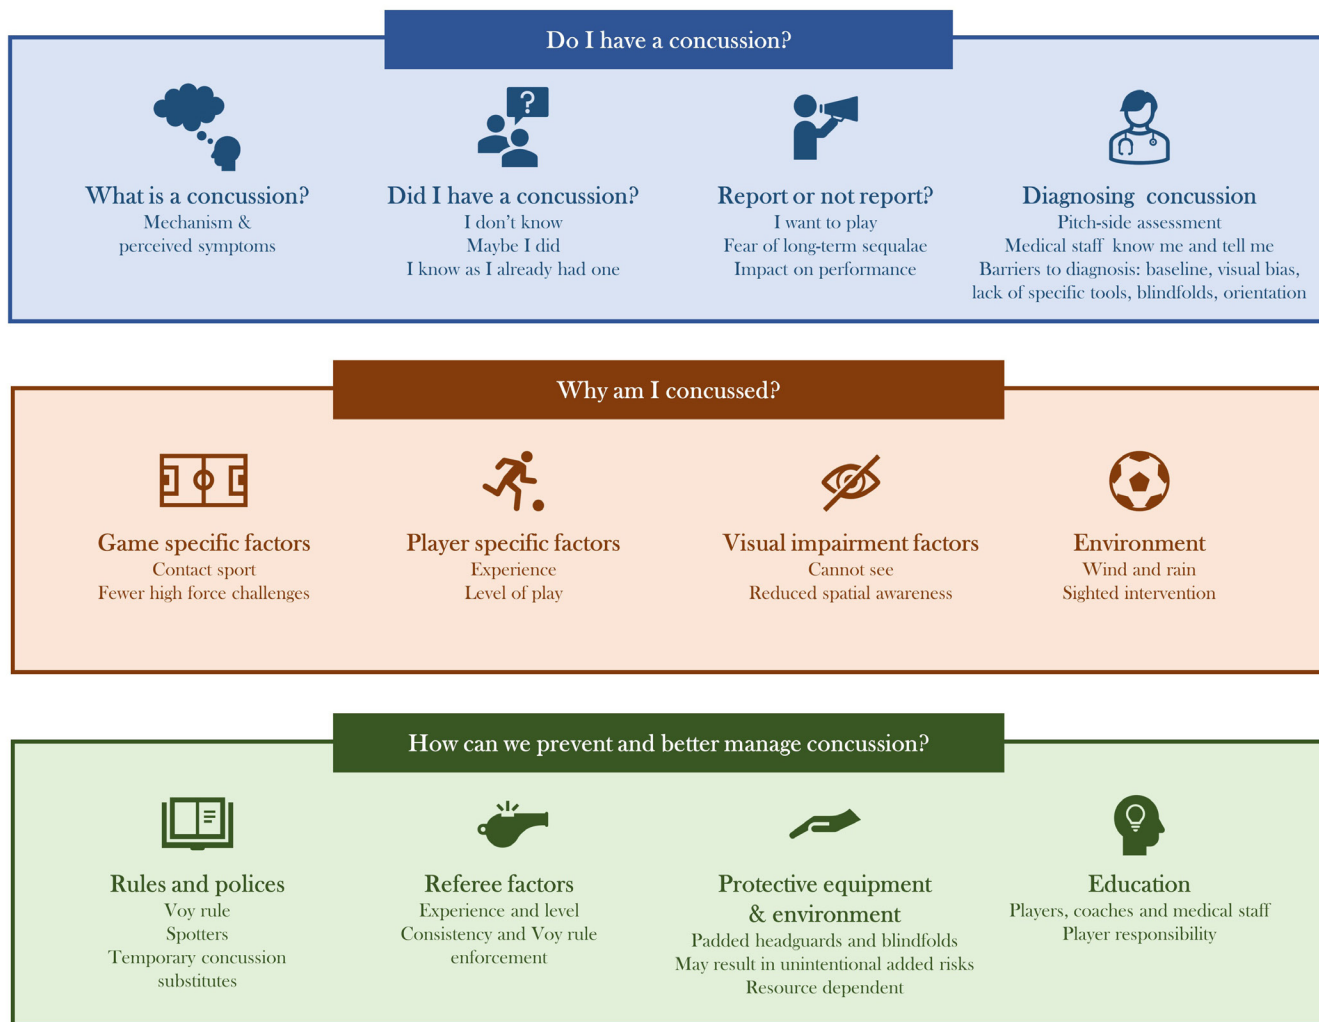 Do I have a concussion?
What is a concussion?
Mechanism &
perceived symptoms
Did I have a concussion?
I don't know
Maybe I did
I know as I already had one
Report or not report?
I want to play
Fear of long-term sequalae
Impact on performance
Diagnosing concussion
Pitch-side assessment
Medical staff know me and tell me
Barriers to diagnosis: baseline, visual bias,
lack of specific tools, blindfolds, orientation
Why am I concussed?
Game specific factors
Contact sport
Fewer high force challenges
Player specific factors
Experience
Level of play
Visual impairment factors
Cannot see
Reduced spatial awareness
Environment
Wind and rain
Sighted intervention
How can we prevent and better manage concussion?
Rules and polices
Voy rule
Spotters
Temporary concussion
substitutes
Referee factors
Experience and level
Consistency and Voy rule
enforcement
Protective equipment
& environment
Padded headguards and blindfolds
May result in unintentional added risks
Resource dependent
Education
Players, coaches and medical staff
Player responsibility